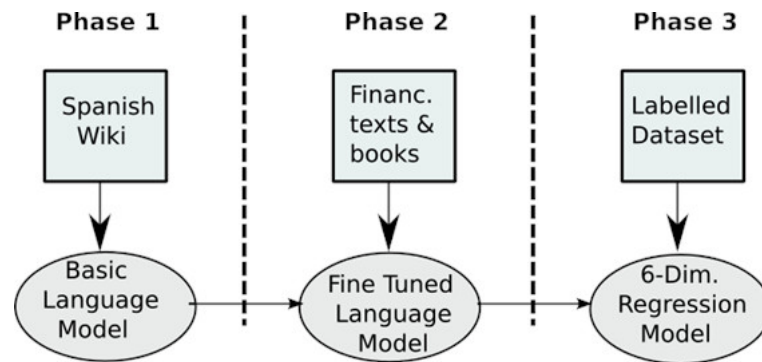 Phase 1
Phase 2
Phase 3
Spanish
Wiki
Financ.
texts &
books
Labelled
Dataset
Basic
Language
Model
Fine Tuned
Language
Model
6-Dim.
Regression
Model